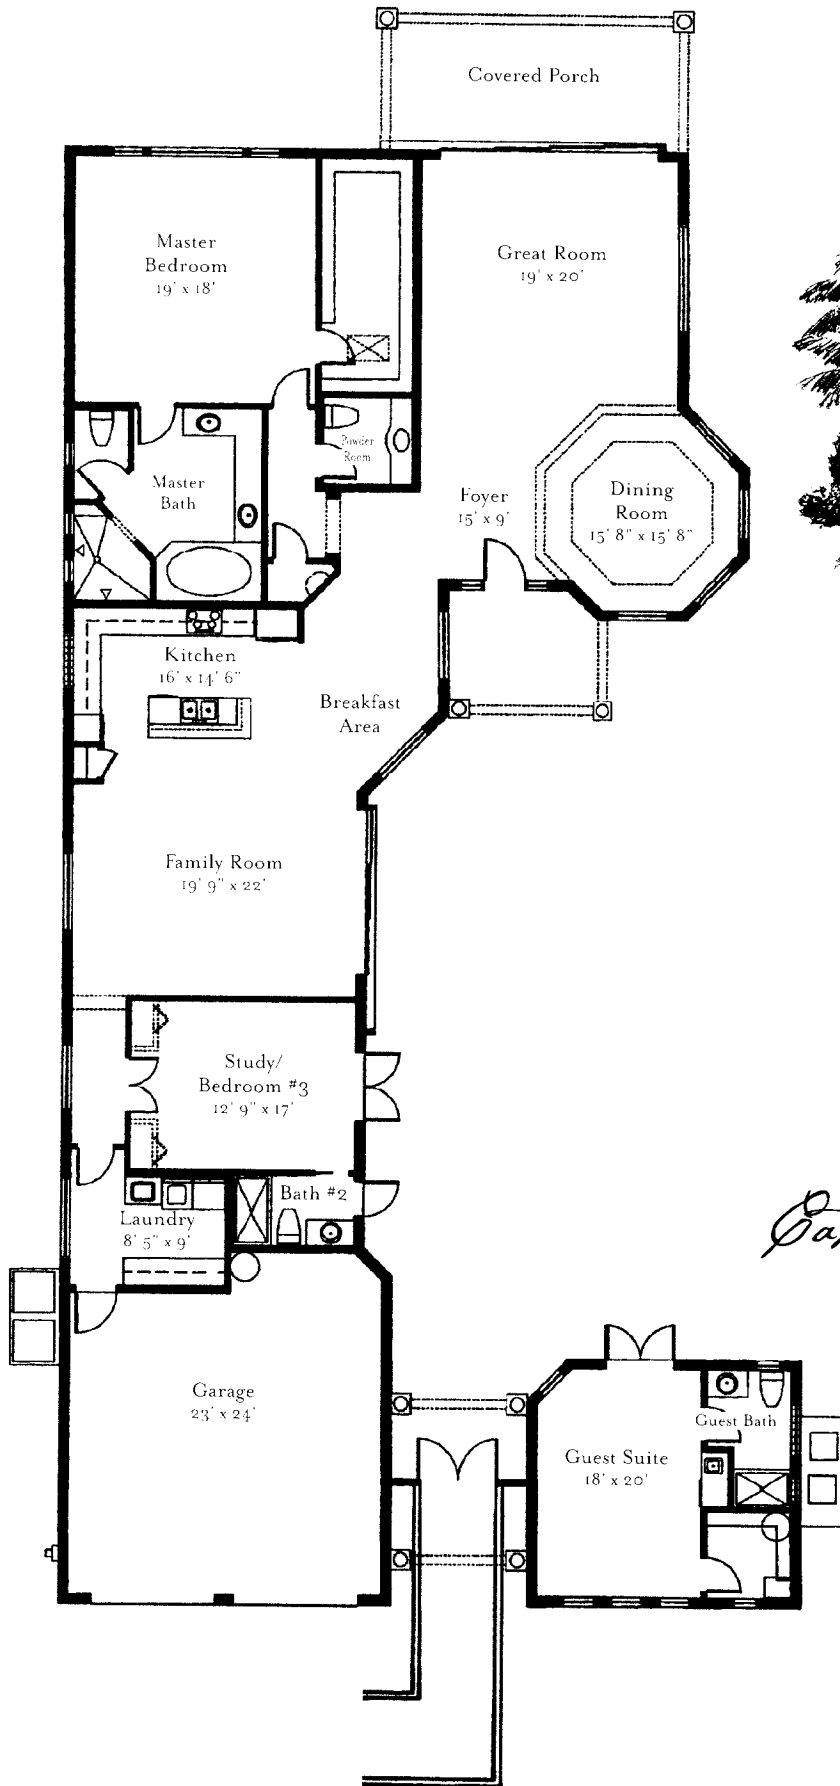 Covered Porch
Master
Bedroom
19' x 18'
Great Room
19' x 20'
Powder
Room
Master
Bath
Foyer
15' x 9'
Dining
Room
15' 8" x 15' 8"
Kitchen
16' x 14' 6"
Breakfast
Area
Family Room
19' 9" x 22'
Study/
Bedroom #3
12' 9" x 17'
Bath #2
Laundry
8' 5" x 9'
Garage
23' x 24'
Guest Bath
Guest Suite
18' x 20'